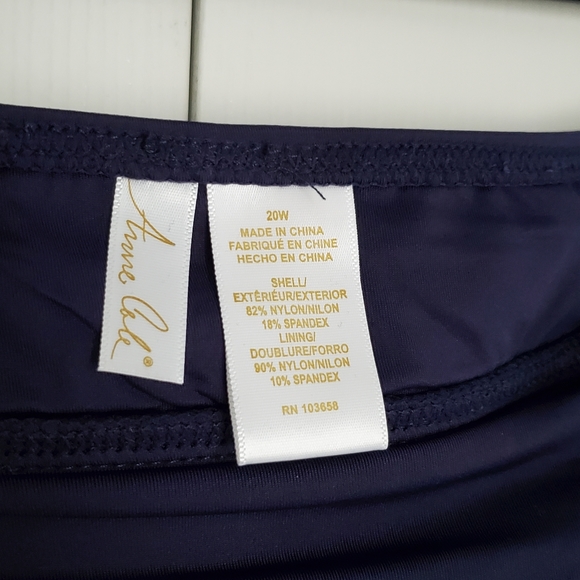 Anne Cole®
20W
MADE IN CHINA
FABRIQUÉ EN CHINE
HECHO EN CHINA
SHELL/
EXTÉRIÉUR/EXTERIOR
82% NYLON/NILON
18% SPANDEX
LINING/
DOUBLURE/FORRO
90% NYLON/NILON
10% SPANDEX
RN 103658